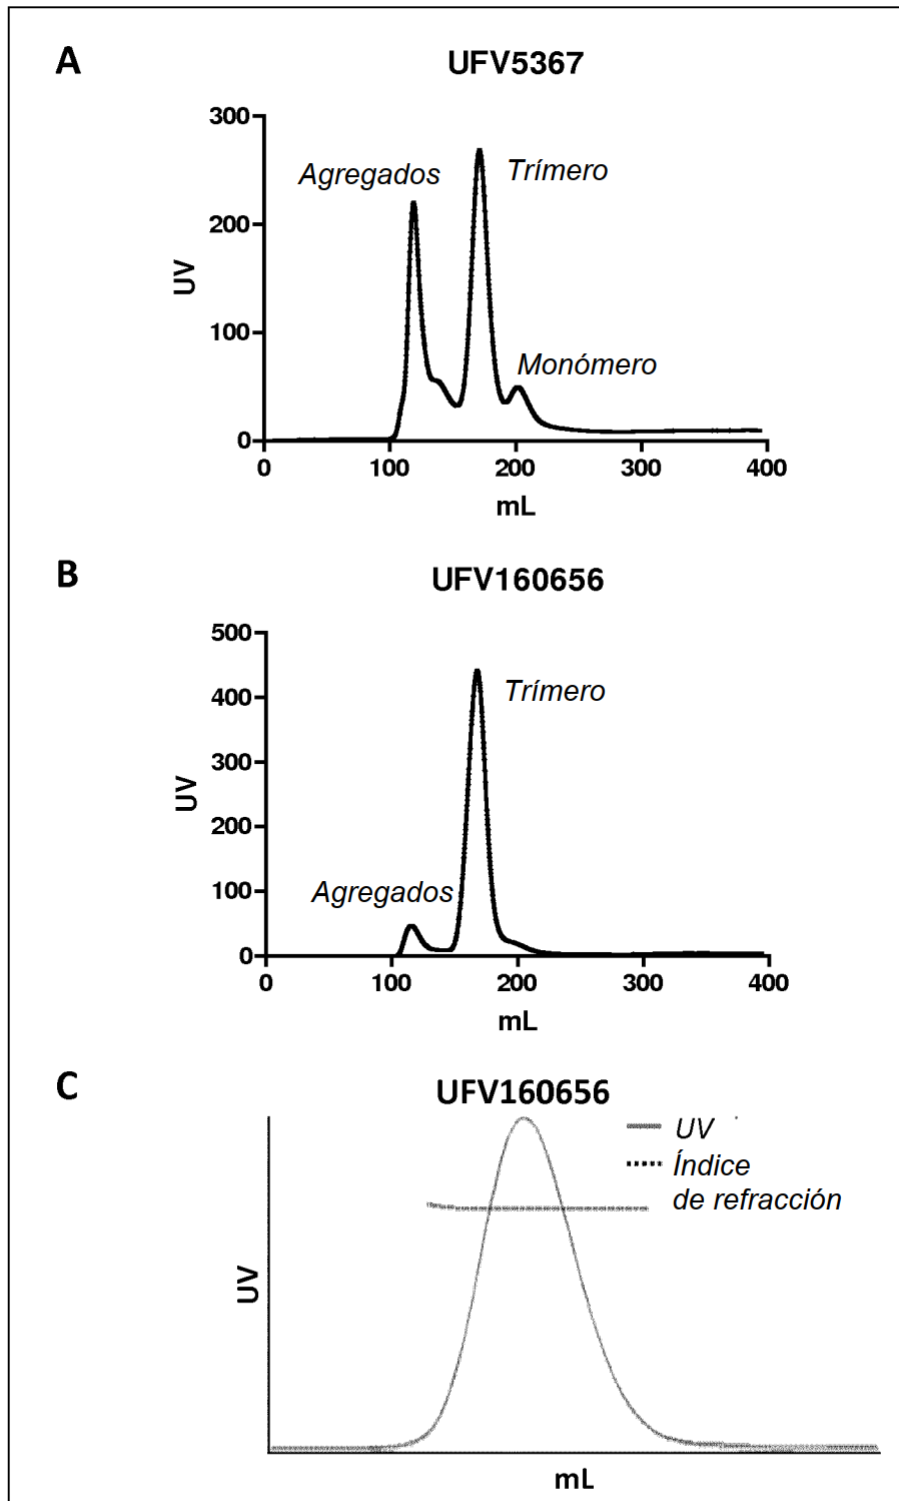 A
UFV5367
300
200
100
0
UV
Agregados
Trímero
Monómero
0 100 200 300 400
mL
B
UFV160656
500
400
300
200
100
0
UV
Trímero
Agregados
0 100 200 300 400
mL
C
UFV160656
UV
Índice
de refracción
UV
mL